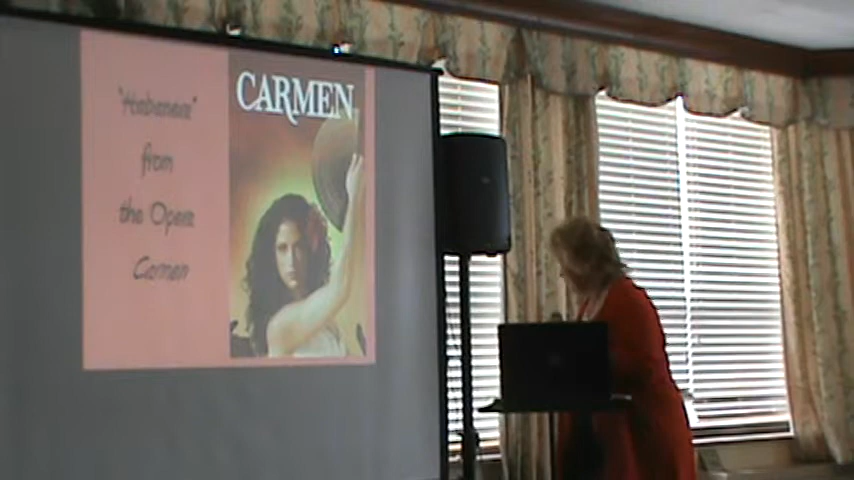 "Habanera"
from
the Opera
Carmen
CARMEN